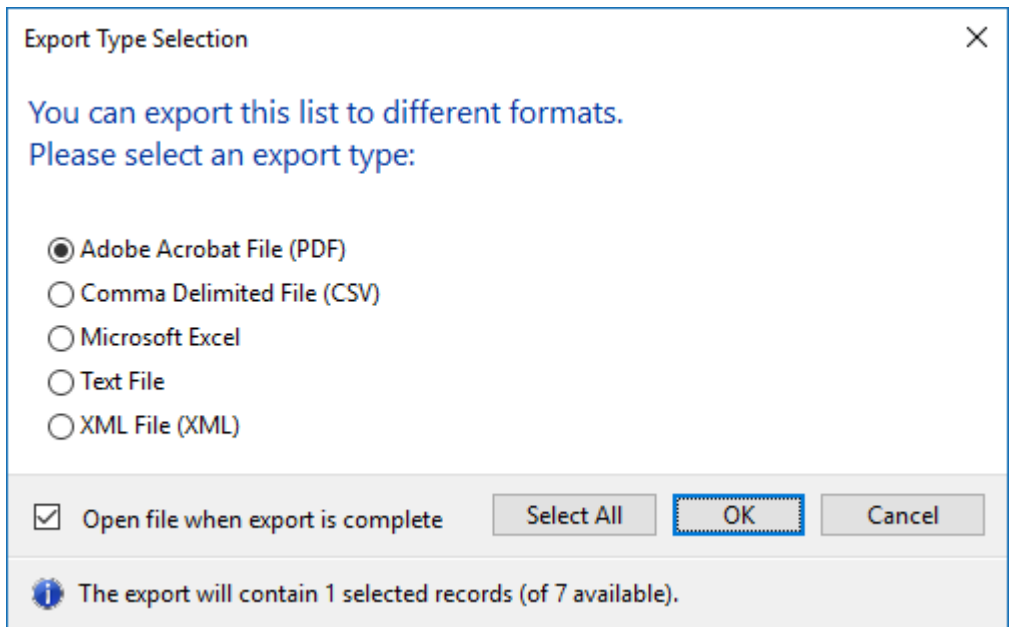 Export Type Selection
You can export this list to different formats.
Please select an export type:
Adobe Acrobat File (PDF)
Comma Delimited File (CSV)
Microsoft Excel
Text File
XML File (XML)
Open file when export is complete
Select All
OK
Cancel
The export will contain 1 selected records (of 7 available).